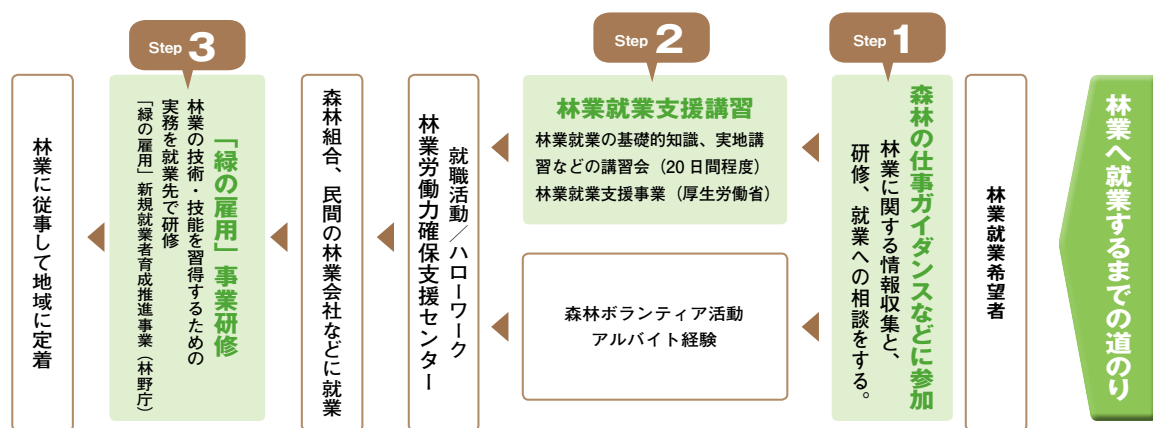 林業へ就業するまでの道のり
林業就業希望者
Step 1
森林の仕事ガイダンスなどに参加
林業に関する情報収集と、
研修、就業への相談をする。
Step 2
林業就業支援講習
林業就業の基礎的知識、実地講
習などの講習会（20日間程度）
林業就業支援事業（厚生労働省）
森林ボランティア活動
アルバイト経験
就職活動／ハローワーク
林業労働力確保支援センター
森林組合、民間の林業会社などに就業
Step 3
「緑の雇用」事業研修
林業の技術・技能を習得するための
実務を就業先で研修
「緑の雇用」新規就業者育成推進事業（林野庁）
林業に従事して地域に定着